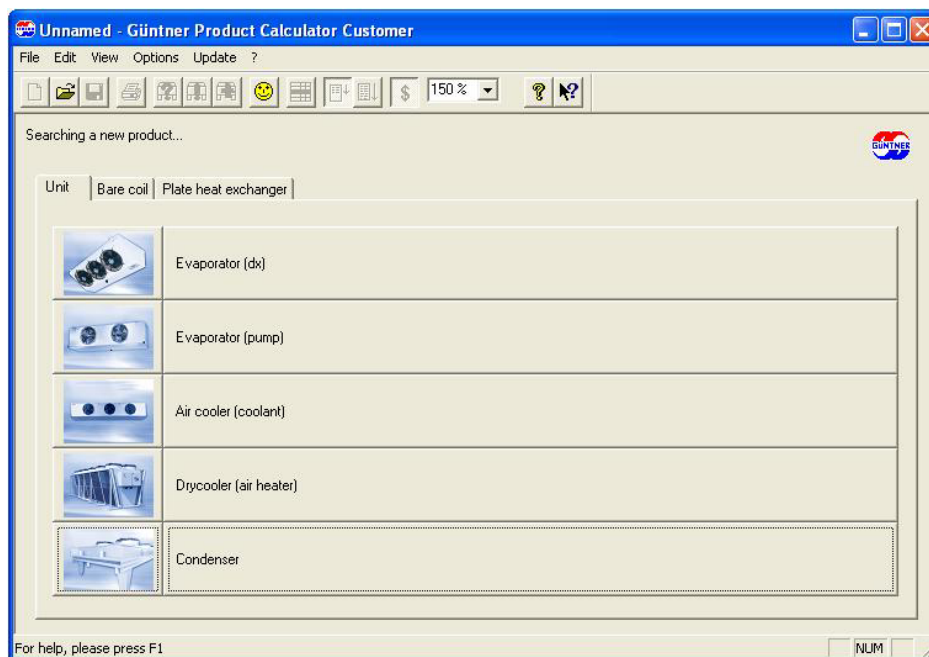 Unnamed - Güntner Product Calculator Customer
File Edit View Options Update ?
$ 150 % ? ?
Searching a new product...
GÜNTNER
Unit Bare coil Plate heat exchanger
Evaporator (dx)
Evaporator (pump)
Air cooler (coolant)
Drycooler (air heater)
Condenser
For help, please press F1
NUM